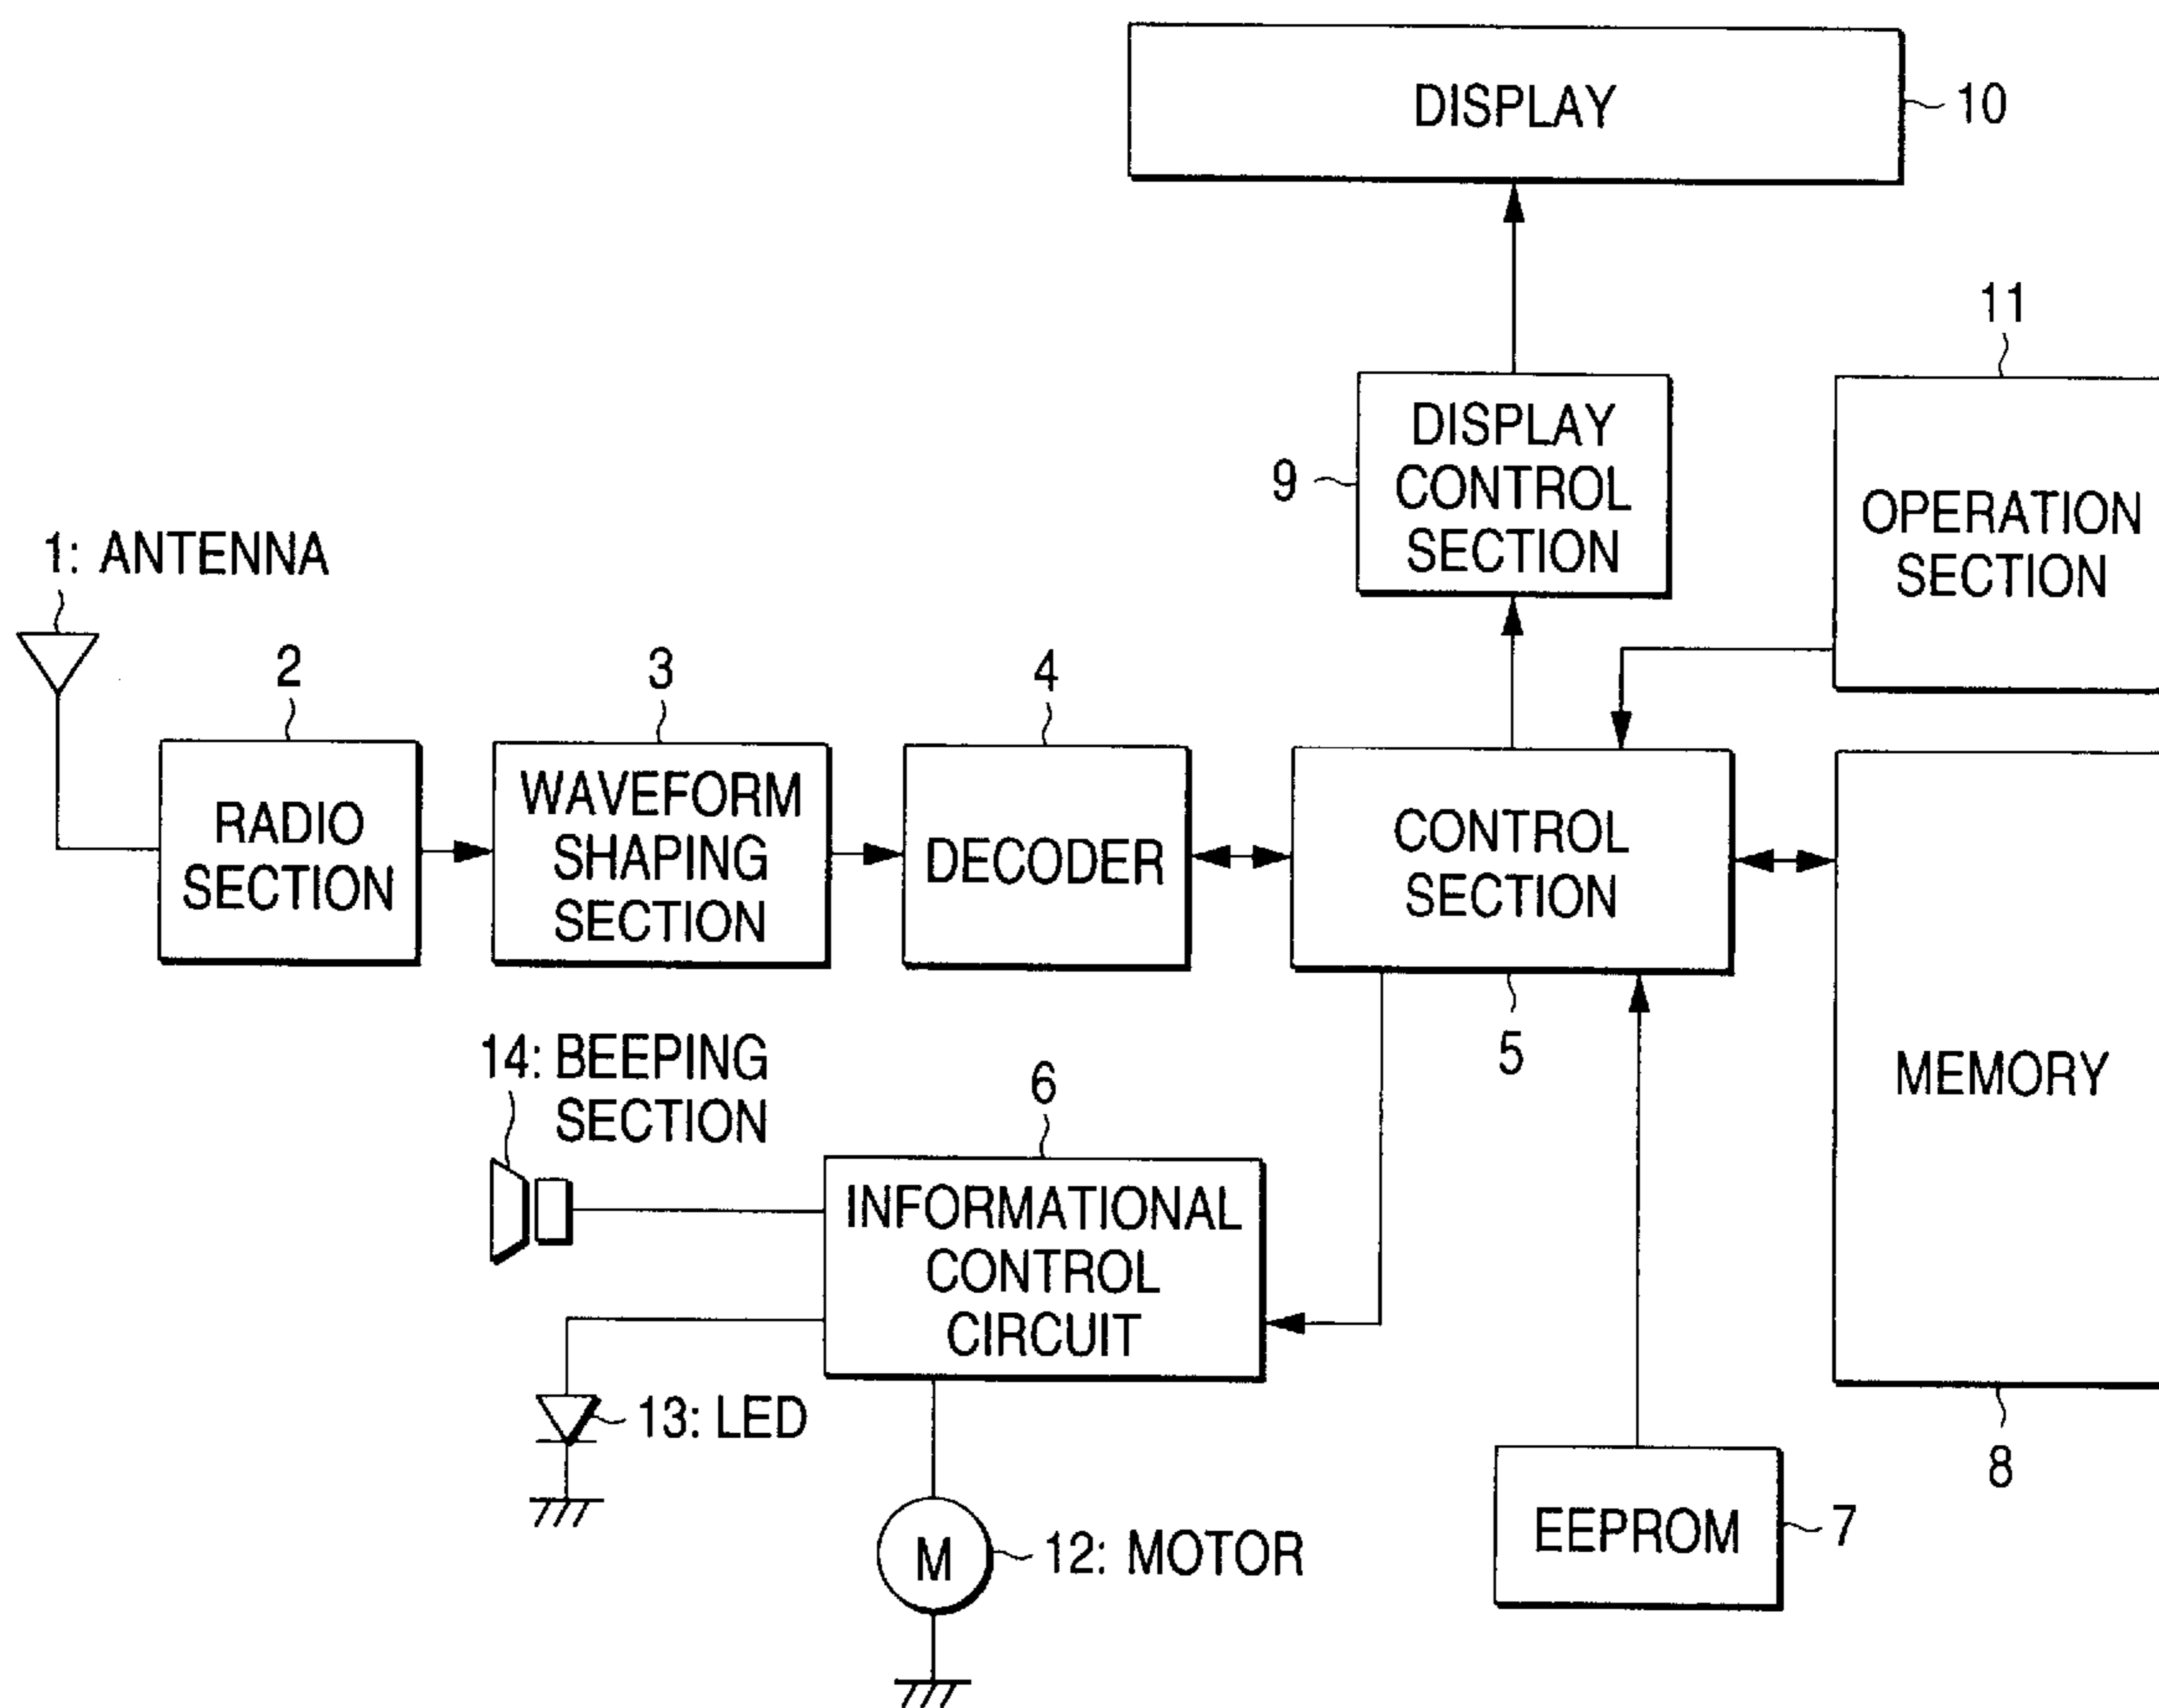 DISPLAY
10
11
DISPLAY
CONTROL
SECTION
9
OPERATION
SECTION
1: ANTENNA
2
3
4
RADIO
SECTION
WAVEFORM
SHAPING
SECTION
DECODER
CONTROL
SECTION
5
MEMORY
8
14: BEEPING
SECTION
6
INFORMATIONAL
CONTROL
CIRCUIT
13: LED
M
12: MOTOR
EEPROM
7